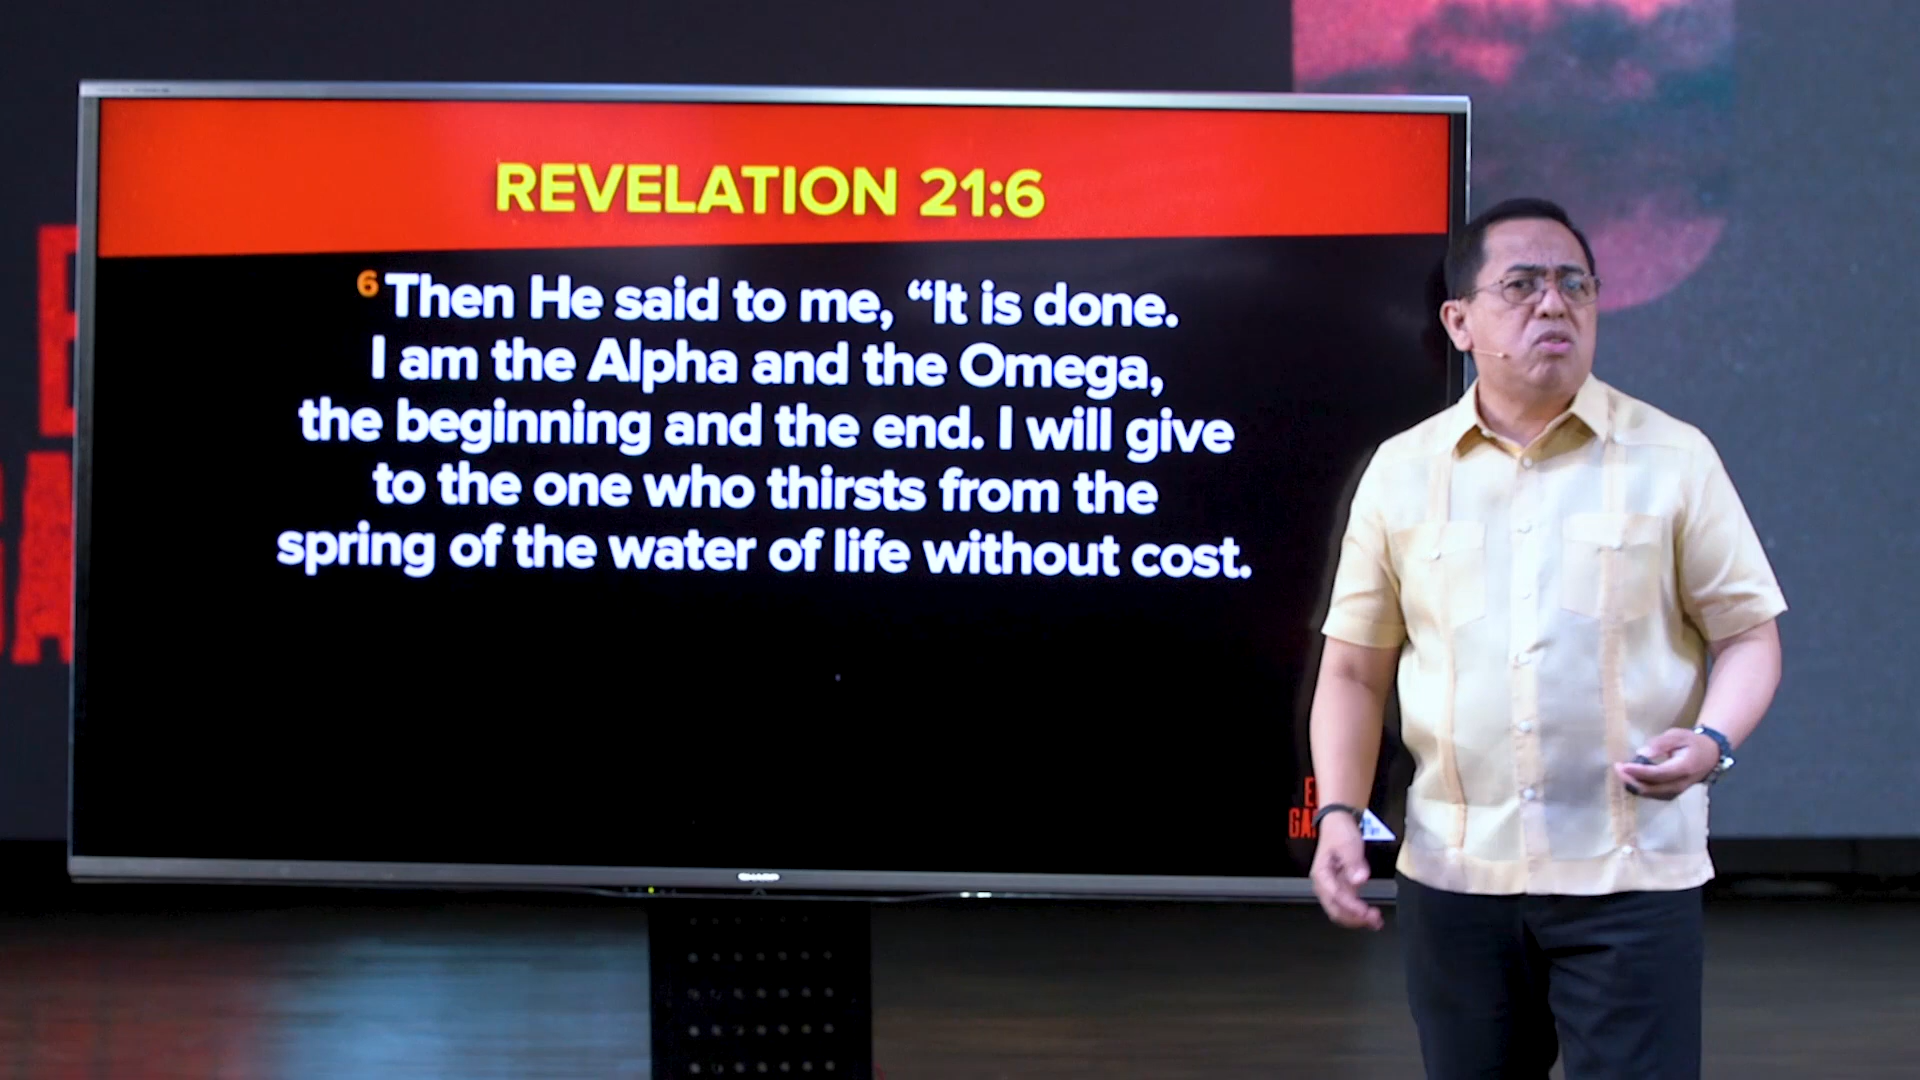 REVELATION 21:6
6 Then He said to me, “It is done.
I am the Alpha and the Omega,
the beginning and the end. I will give
to the one who thirsts from the
spring of the water of life without cost.
SHARP